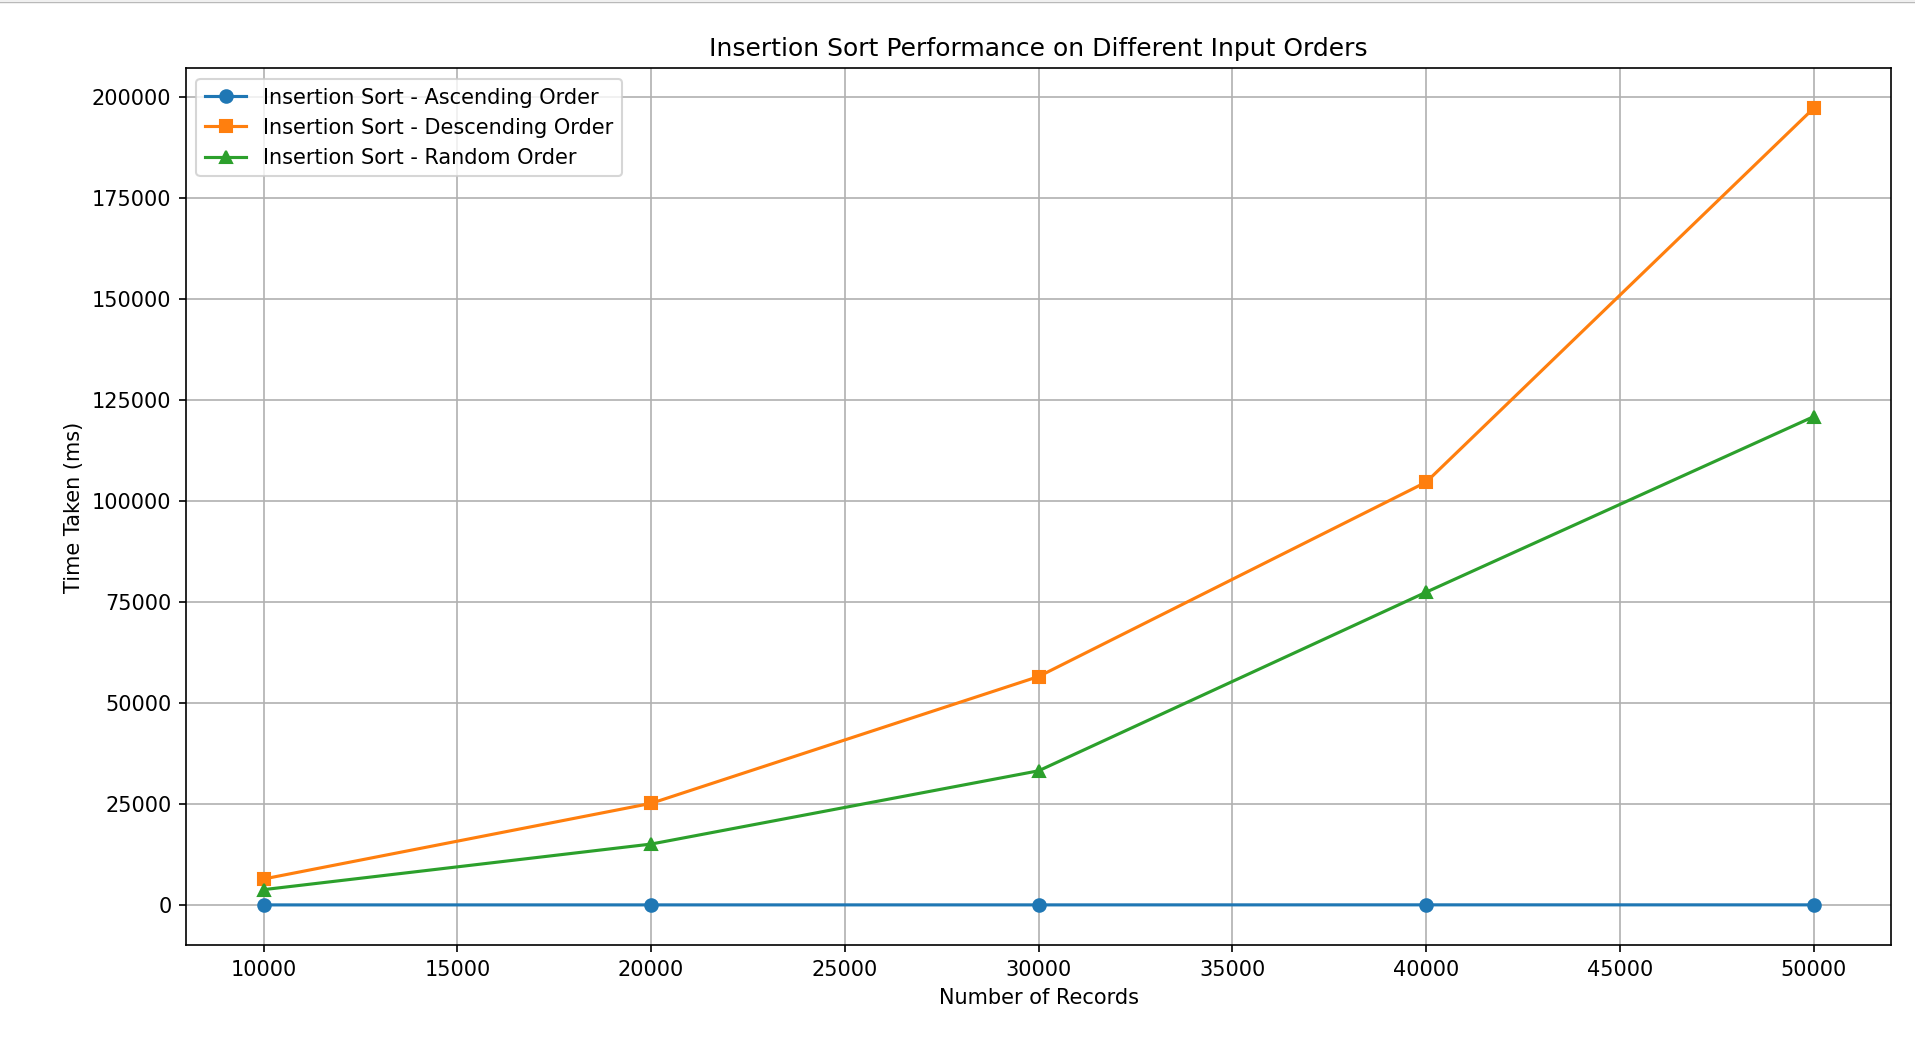 Insertion Sort Performance on Different Input Orders
Insertion Sort - Ascending Order
Insertion Sort - Descending Order
Insertion Sort - Random Order
Time Taken (ms)
200000
175000
150000
125000
100000
75000
50000
25000
0
10000 15000 20000 25000 30000 35000 40000 45000 50000
Number of Records